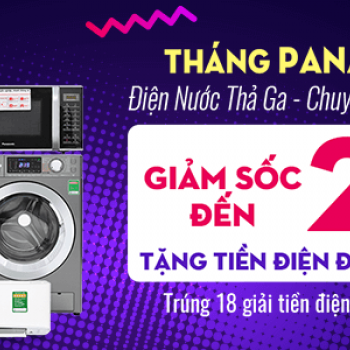 THÁNG PANA
Điện Nước Thả Ga - Chuy
GIẢM SỐC
ĐẾN
2
TẶNG TIỀN ĐIỆN Đ
Trúng 18 giải tiền điện
Panasonic